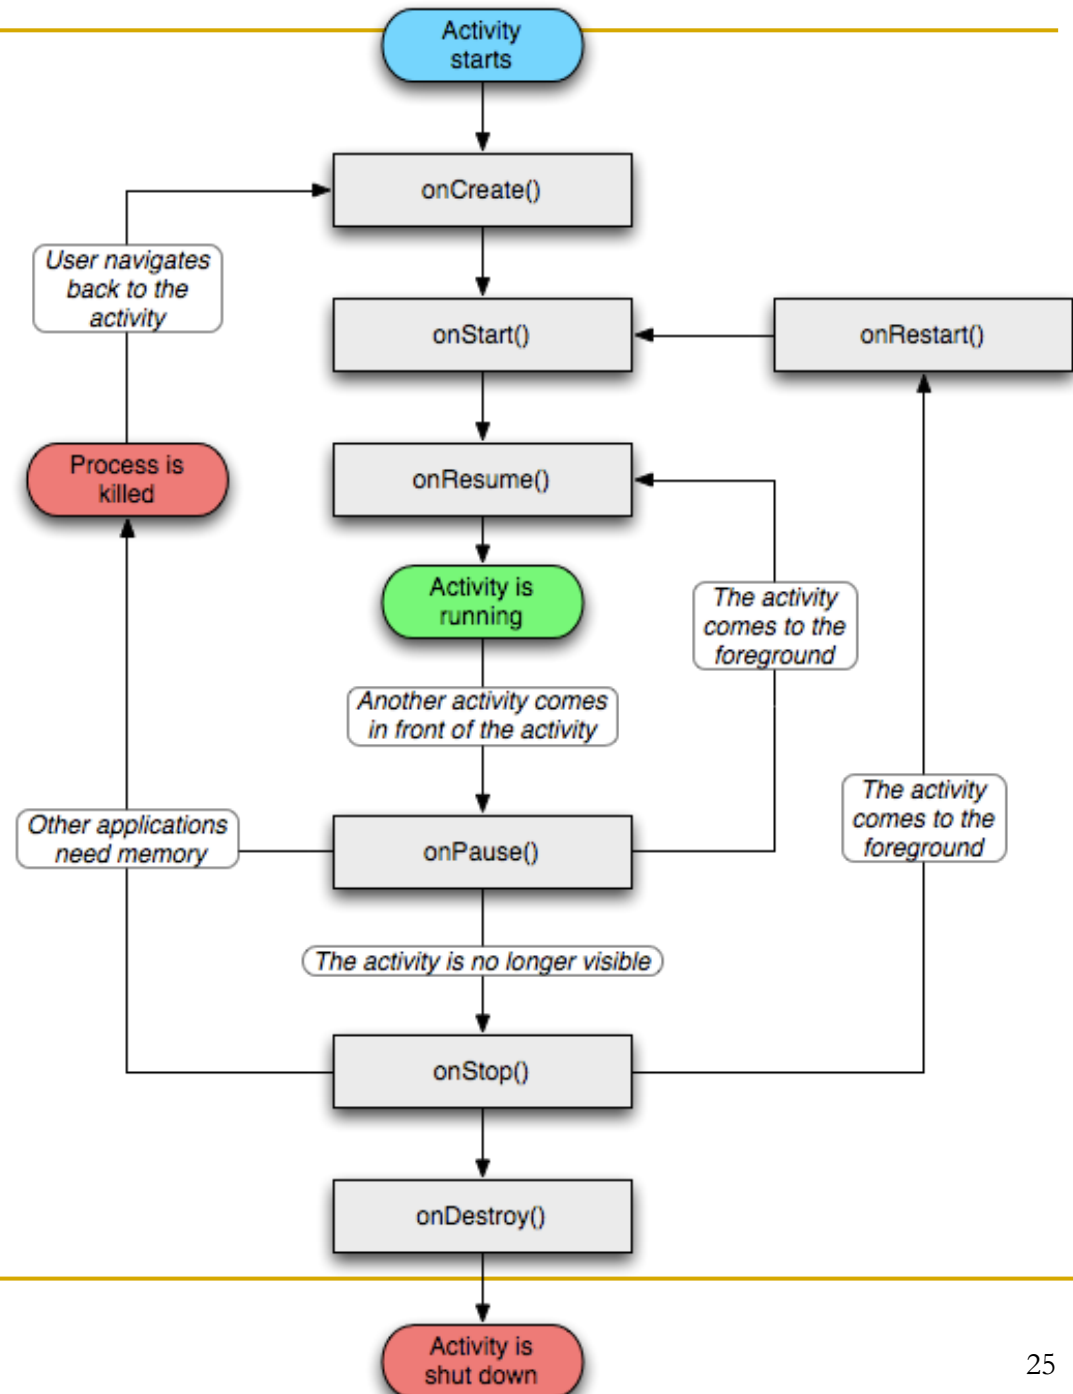 Activity
starts
onCreate()
User navigates
back to the
activity
onStart()
onRestart()
Process is
killed
onResume()
Activity is
running
The activity
comes to the
foreground
Another activity comes
in front of the activity
The activity
comes to the
foreground
Other applications
need memory
onPause()
The activity is no longer visible
onStop()
onDestroy()
Activity is
shut down
25